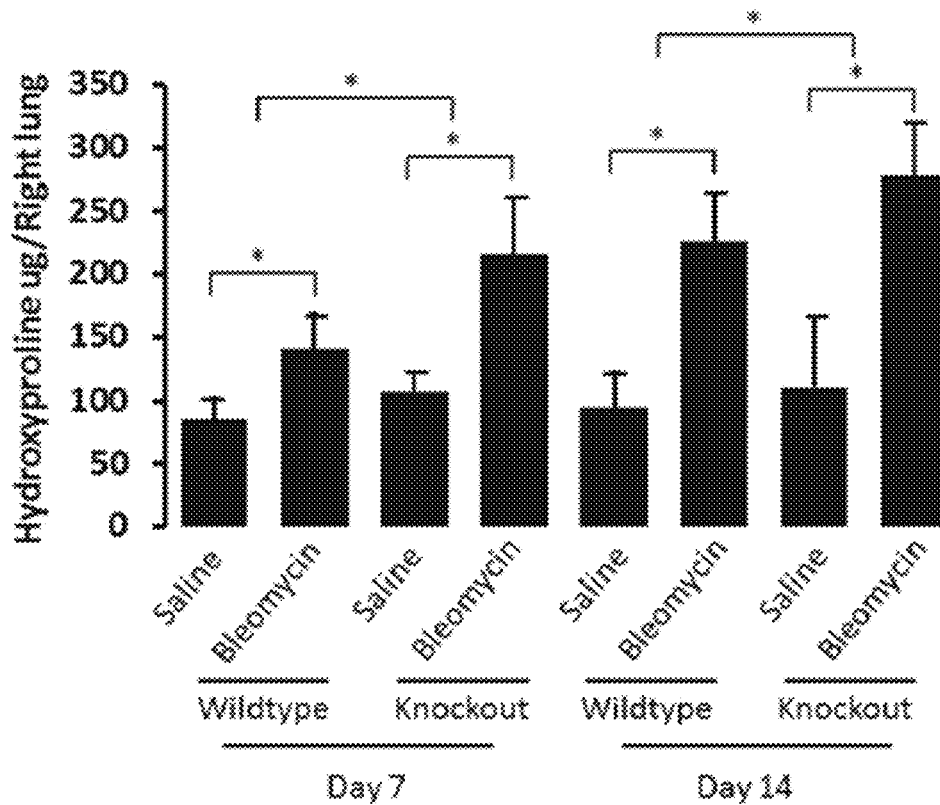 Hydroxyproline ug/Right lung
350
300
250
200
150
100
50
0
*
*
*
*
*
*
Saline
Bleomycin
Saline
Bleomycin
Saline
Bleomycin
Saline
Bleomycin
Wildtype
Knockout
Wildtype
Knockout
Day 7
Day 14